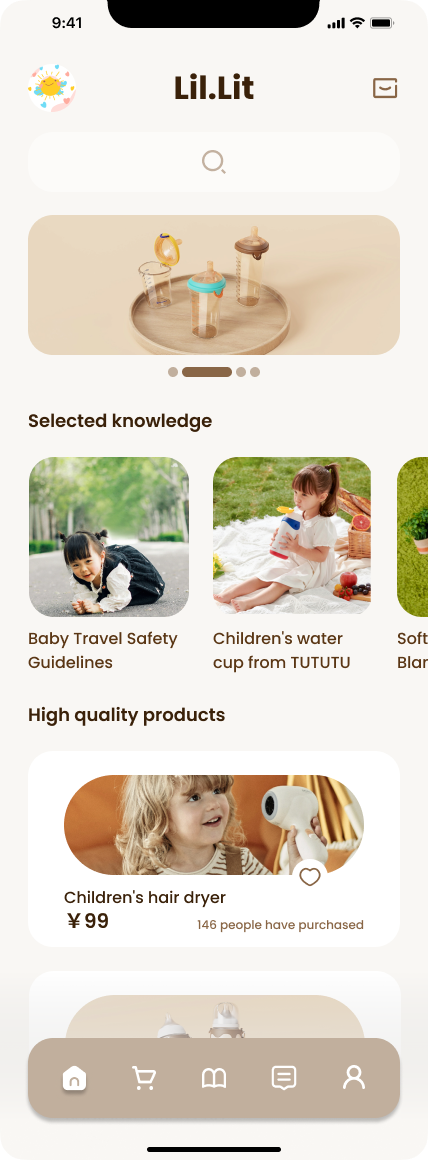 9:41
Lil.Lit
Selected knowledge
Baby Travel Safety
Guidelines
Children's water
cup from TUTUTU
Soft
Blan
High quality products
Children's hair dryer
￥99
146 people have purchased